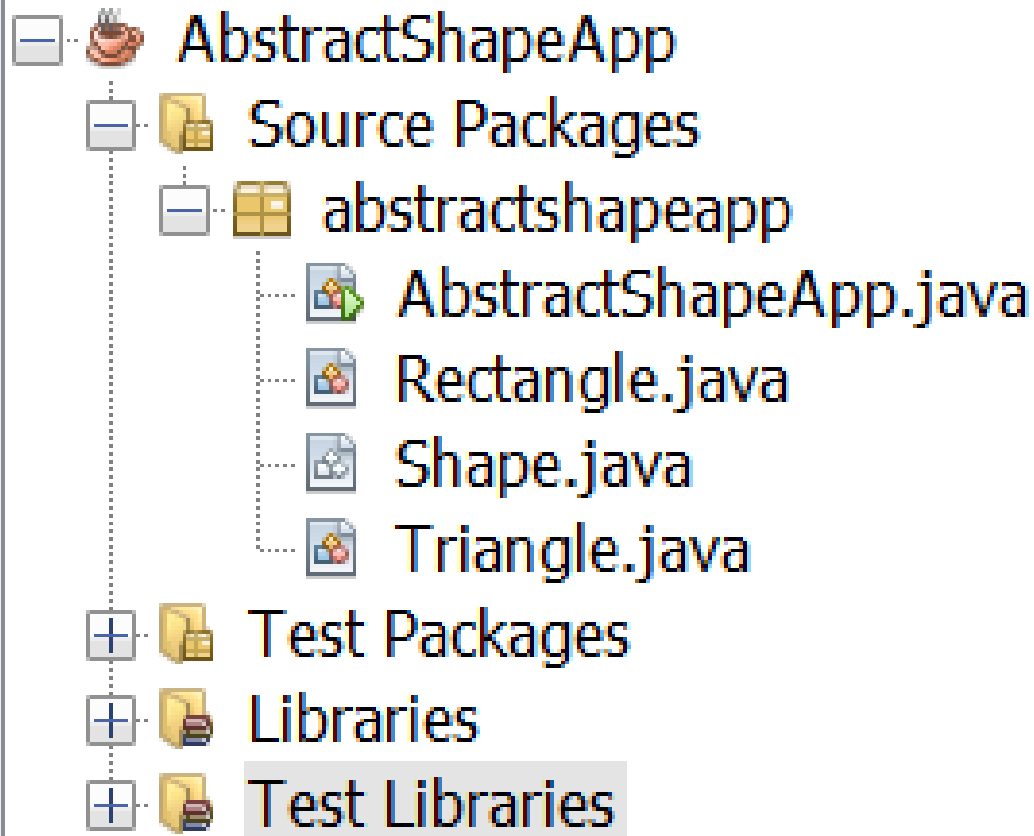 AbstractShapeApp
Source Packages
abstractshapeapp
AbstractShapeApp.java
Rectangle.java
Shape.java
Triangle.java
Test Packages
Libraries
Test Libraries